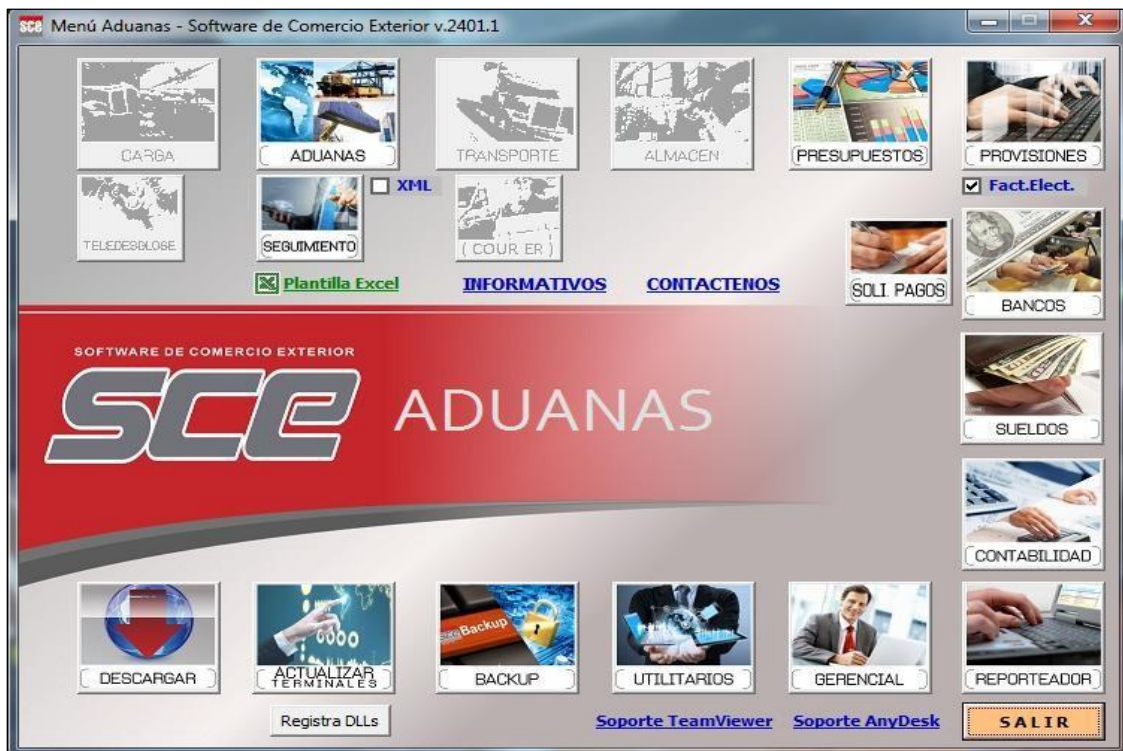 sce Menú Aduanas - Software de Comercio Exterior v.2401.1
CARGA
ADUANAS
TRANSPORTE
ALMACEN
PRESUPUESTOS
PROVISIONES
TELEDESGLOSE
SEGUIMIENTO
XML
( COUR ER )
Fact.Elect.
SOLI. PAGOS
BANCOS
Plantilla Excel
INFORMATIVOS
CONTACTENOS
SOFTWARE DE COMERCIO EXTERIOR
SCE ADUANAS
SUELDOS
CONTABILIDAD
DESCARGAR
ACTUALIZAR
TERMINALES
Backup
BACKUP
UTILITARIOS
GERENCIAL
REPORTEADOR
Registra DLLs
Soporte TeamViewer
Soporte AnyDesk
SALIR